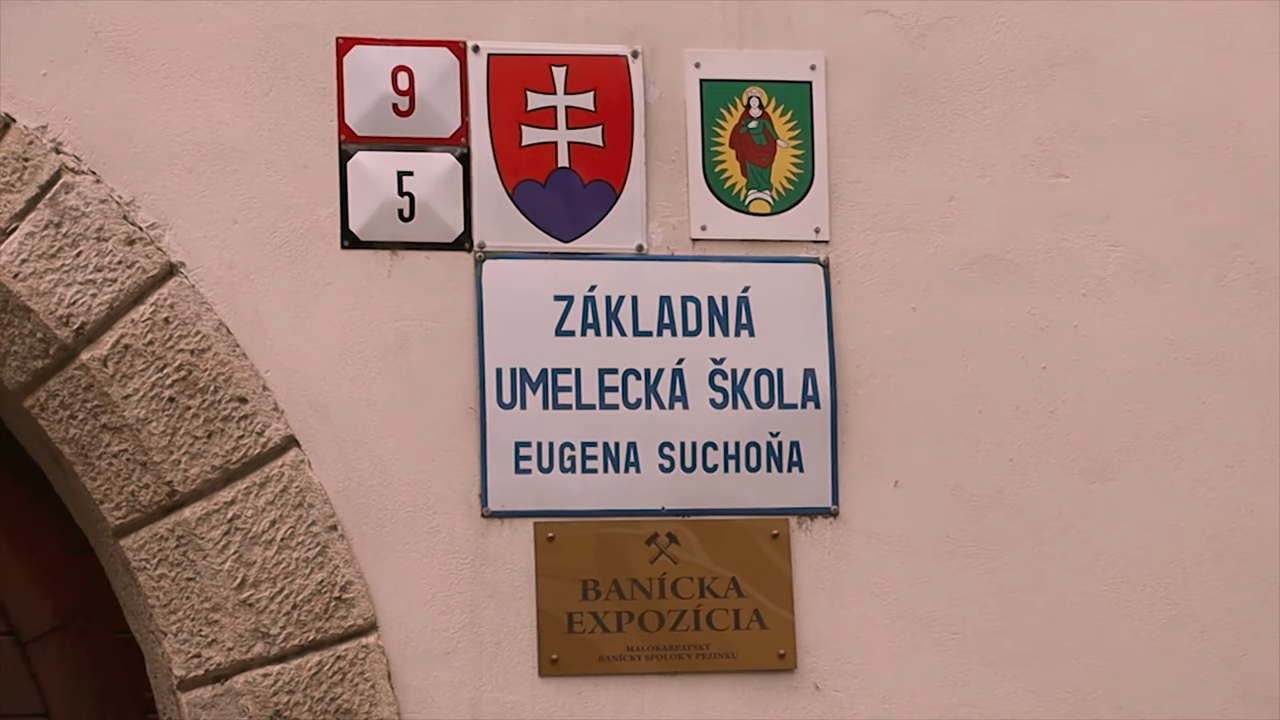 9
5
ZÁKLADNÁ
UMELECKÁ ŠKOLA
EUGENA SUCHOŇA
BANÍCKA
EXPOZÍCIA
MALOKARPATSKÝ
BANÍCKY SPOLOK V PEZINKU